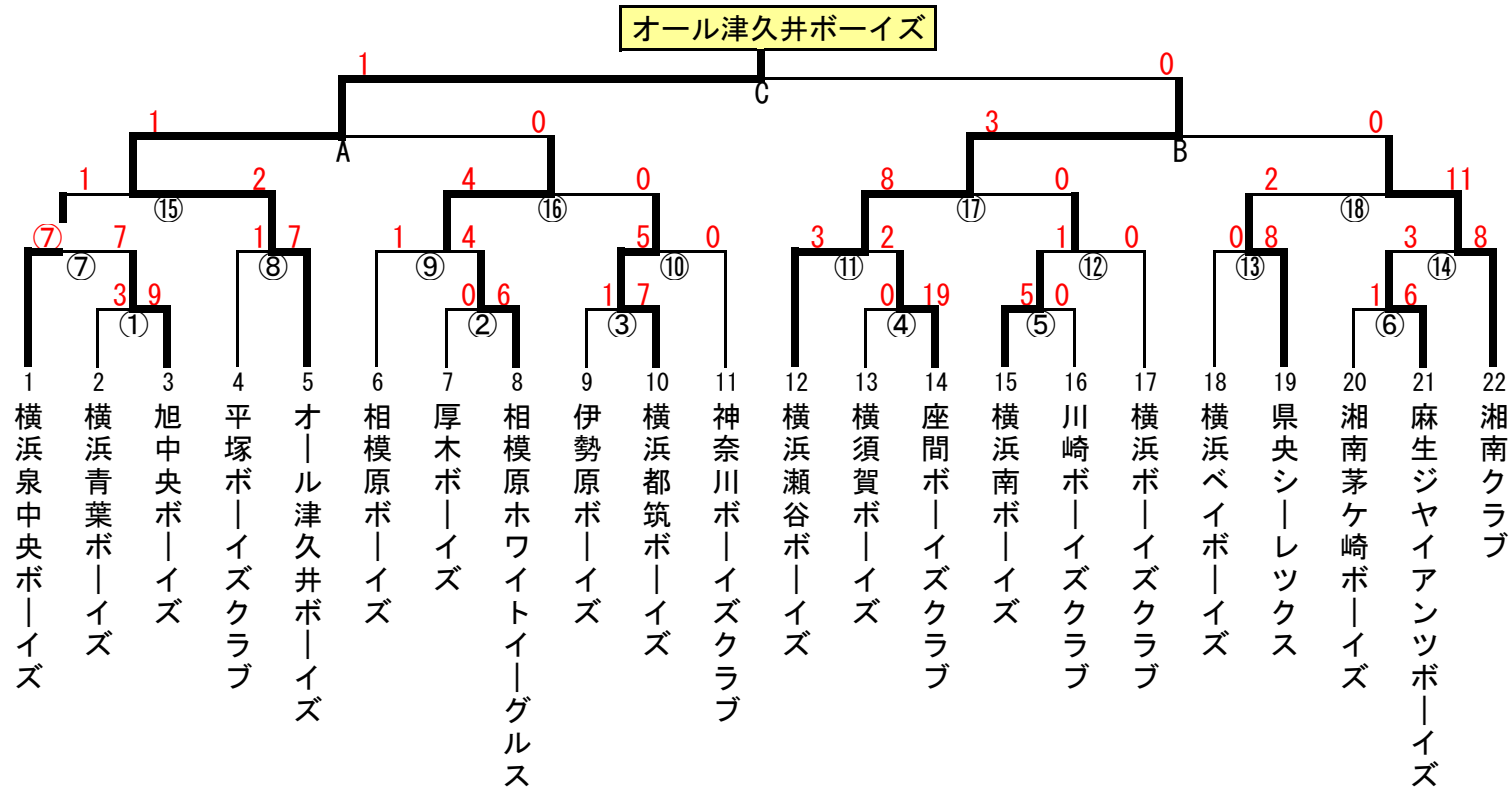 オール津久井ボーイズ
1 0
C
1 0 3 0
A B
1 2 4 0 8 0 2 11
⑮ ⑯ ⑰ ⑱
⑦ 7 1 7 1 4 5 0 3 2 1 0 0 8 3 8
⑦ ⑧ ⑨ ⑩ ⑪ ⑫ ⑬ ⑭
3 9 0 6 1 7 0 19 5 0 1 6
① ② ③ ④ ⑤ ⑥
1 2 3 4 5 6 7 8 9 10 11 12 13 14 15 16 17 18 19 20 21 22
横浜泉中央ボーイズ
横浜青葉ボーイズ
旭中央ボーイズ
平塚ボーイズクラブ
オール津久井ボーイズ
相模原ボーイズ
厚木ボーイズ
相模原ホワイトイーグルス
伊勢原ボーイズ
横浜都筑ボーイズ
神奈川ボーイズクラブ
横浜瀬谷ボーイズ
横須賀ボーイズ
座間ボーイズクラブ
横浜南ボーイズ
川崎ボーイズクラブ
横浜ボーイズクラブ
横浜ベイボーイズ
県央シーレツクス
湘南茅ケ崎ボーイズ
麻生ジヤイアンツボーイズ
湘南クラブ